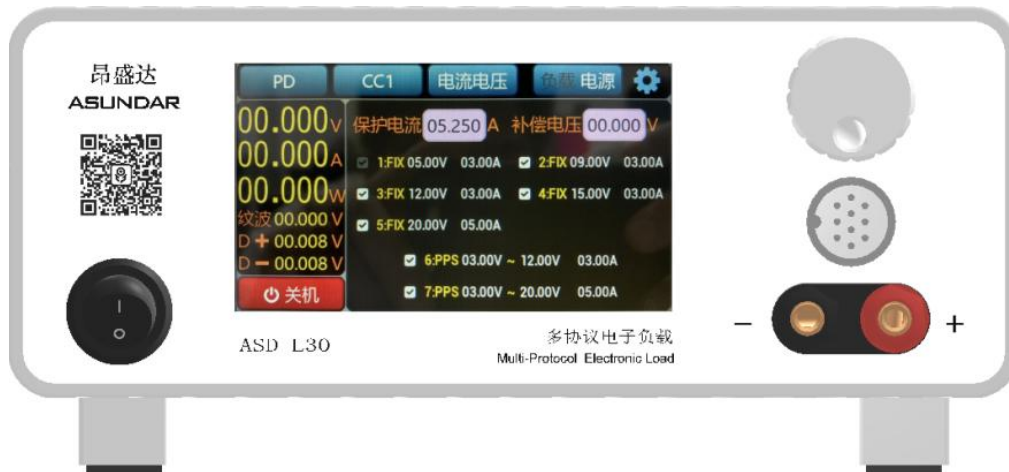 昂盛达
ASUNDAR
PD
CC1
电流电压
负载 电源
00.000V
00.000A
00.000W
纹波 00.000 V
D + 00.008 V
D - 00.008 V
关机
保护电流 05.250 A 补偿电压 00.000 V
1:FIX 05.00V 03.00A
2:FIX 09.00V 03.00A
3:FIX 12.00V 03.00A
4:FIX 15.00V 03.00A
5:FIX 20.00V 05.00A
6:PPS 03.00V ~ 12.00V 03.00A
7:PPS 03.00V ~ 20.00V 05.00A
I
O
ASD L30
多协议电子负载
Multi-Protocol Electronic Load
- +